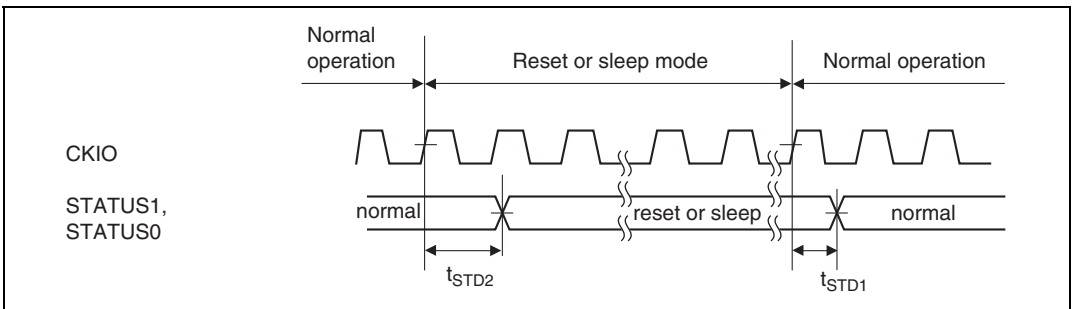 Normal
operation
Reset or sleep mode
Normal operation
CKIO
STATUS1,
STATUS0
normal
reset or sleep
normal
tSTD2
tSTD1